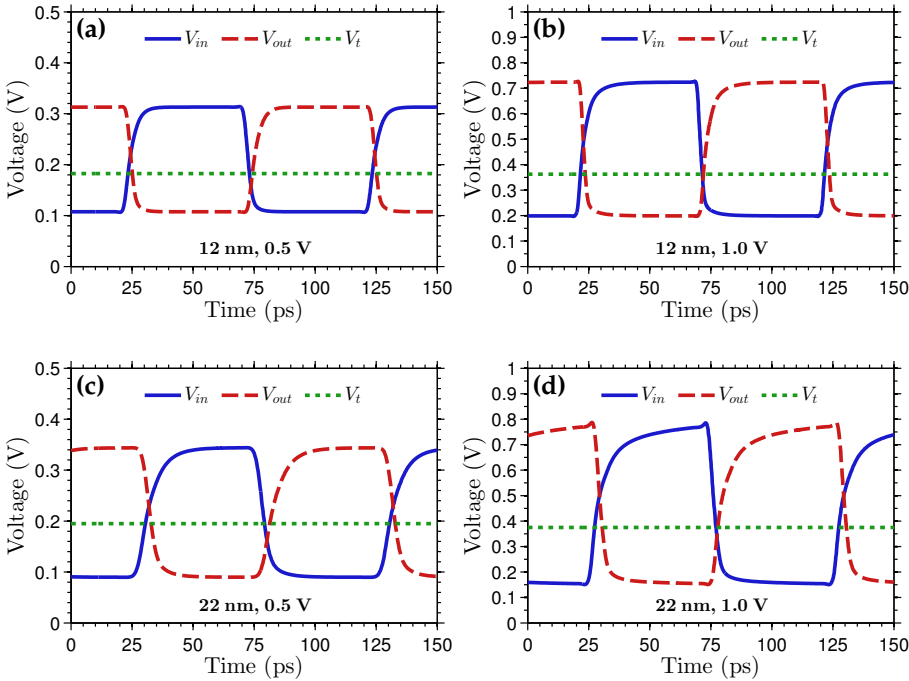 (a)
V_in V_out V_t
Voltage (V)
0.5
0.4
0.3
0.2
0.1
0
12 nm, 0.5 V
0 25 50 75 100 125 150
Time (ps)
(b)
V_in V_out V_t
Voltage (V)
1
0.9
0.8
0.7
0.6
0.5
0.4
0.3
0.2
0.1
0
12 nm, 1.0 V
0 25 50 75 100 125 150
Time (ps)
(c)
V_in V_out V_t
Voltage (V)
0.5
0.4
0.3
0.2
0.1
0
22 nm, 0.5 V
0 25 50 75 100 125 150
Time (ps)
(d)
V_in V_out V_t
Voltage (V)
1
0.9
0.8
0.7
0.6
0.5
0.4
0.3
0.2
0.1
0
22 nm, 1.0 V
0 25 50 75 100 125 150
Time (ps)